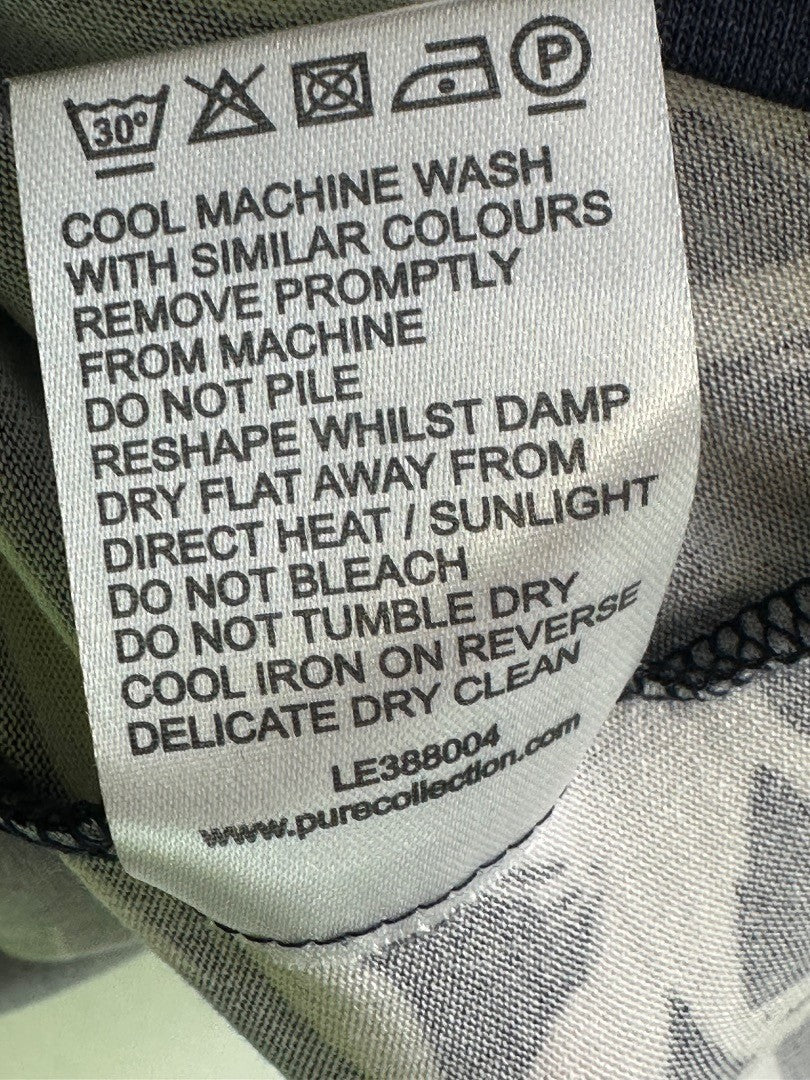 30°
P
COOL MACHINE WASH
WITH SIMILAR COLOURS
REMOVE PROMPTLY
FROM MACHINE
DO NOT PILE
RESHAPE WHILST DAMP
DRY FLAT AWAY FROM
DIRECT HEAT / SUNLIGHT
DO NOT BLEACH
DO NOT TUMBLE DRY
COOL IRON ON REVERSE
DELICATE DRY CLEAN
LE388004
www.purecollection.com